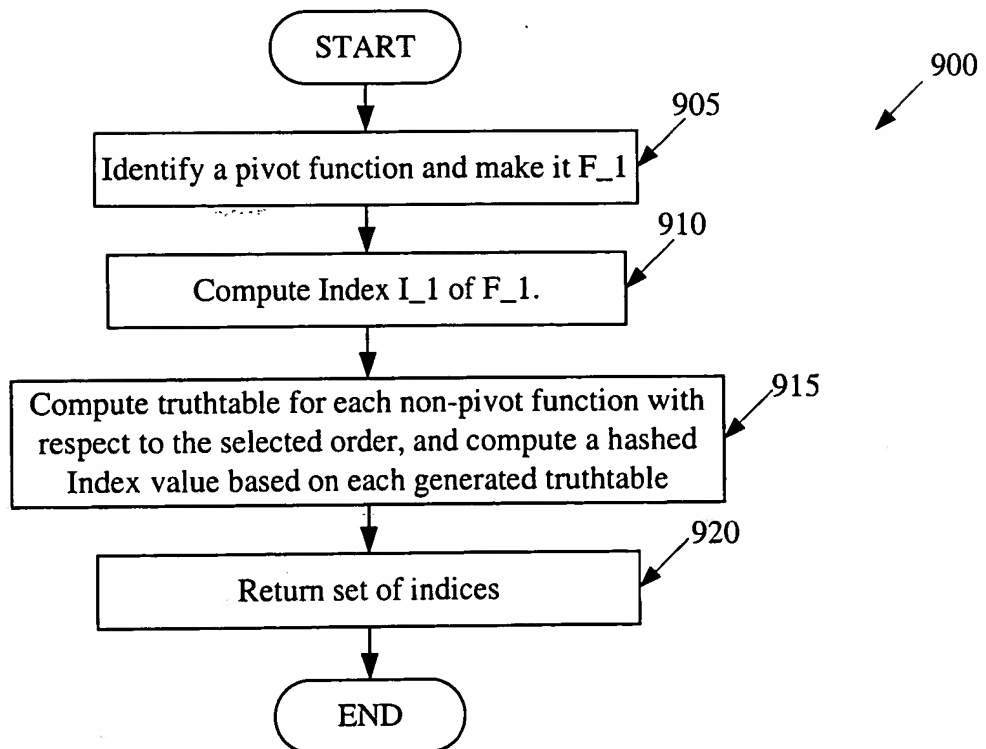 START
900
905
Identify a pivot function and make it F_1
910
Compute Index I_1 of F_1.
915
Compute truthtable for each non-pivot function with
respect to the selected order, and compute a hashed
Index value based on each generated truthtable
920
Return set of indices
END